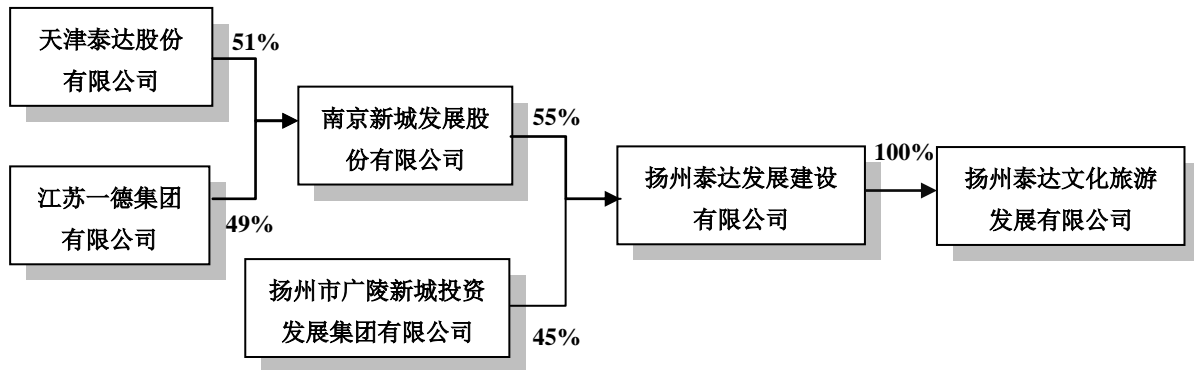 天津泰达股份
有限公司
51%
江苏一德集团
有限公司
49%
南京新城发展股
份有限公司
55%
扬州市广陵新城投资
发展集团有限公司
45%
扬州泰达发展建设
有限公司
100%
扬州泰达文化旅游
发展有限公司